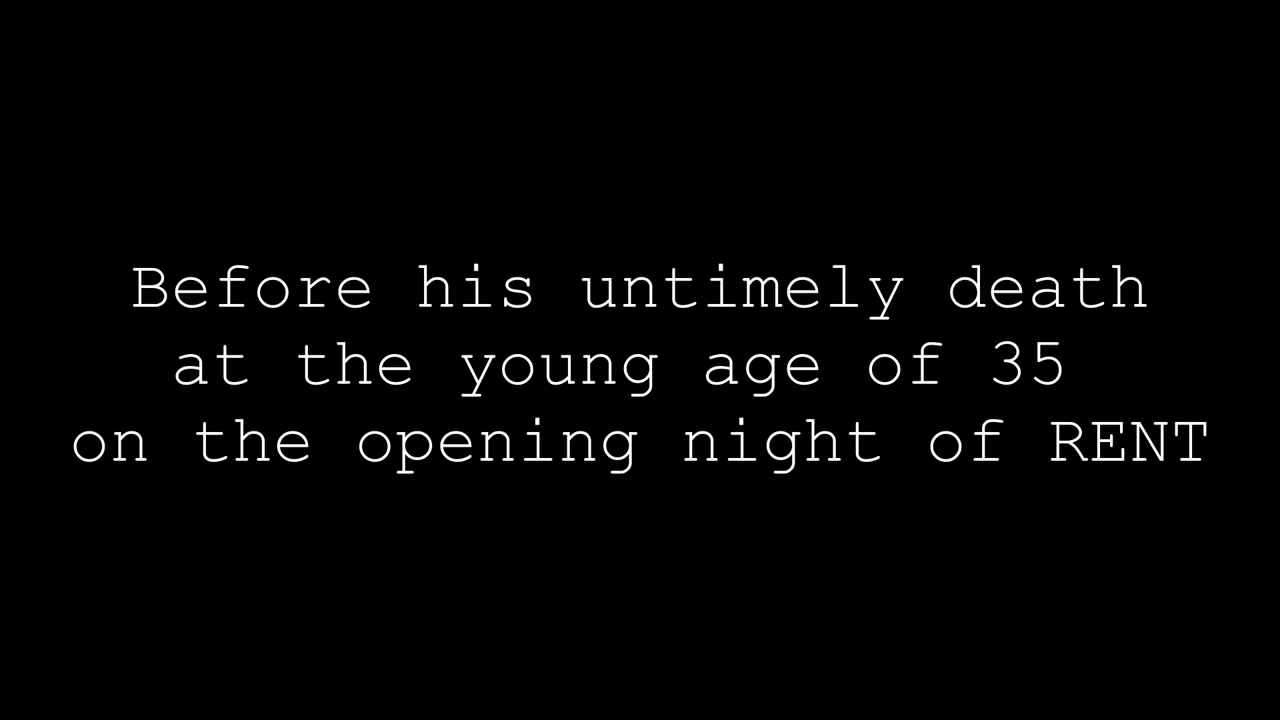 Before his untimely death
at the young age of 35
on the opening night of RENT